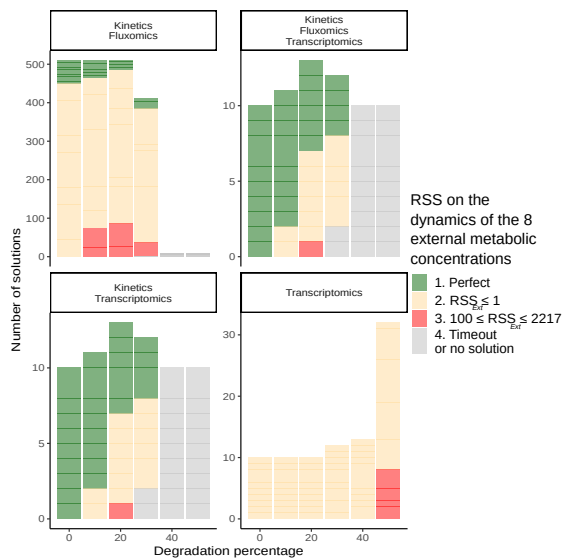 Kinetics
Fluxomics
Kinetics
Fluxomics
Transcriptomics
500
400
300
200
100
0
10
5
0
Kinetics
Transcriptomics
Transcriptomics
10
5
0
30
20
10
0
0
20
40
0
20
40
Number of solutions
Degradation percentage
RSS on the
dynamics of the 8
external metabolic
concentrations
1. Perfect
2. RSS_Ext ≤ 1
3. 100 ≤ RSS_Ext ≤ 2217
4. Timeout
or no solution